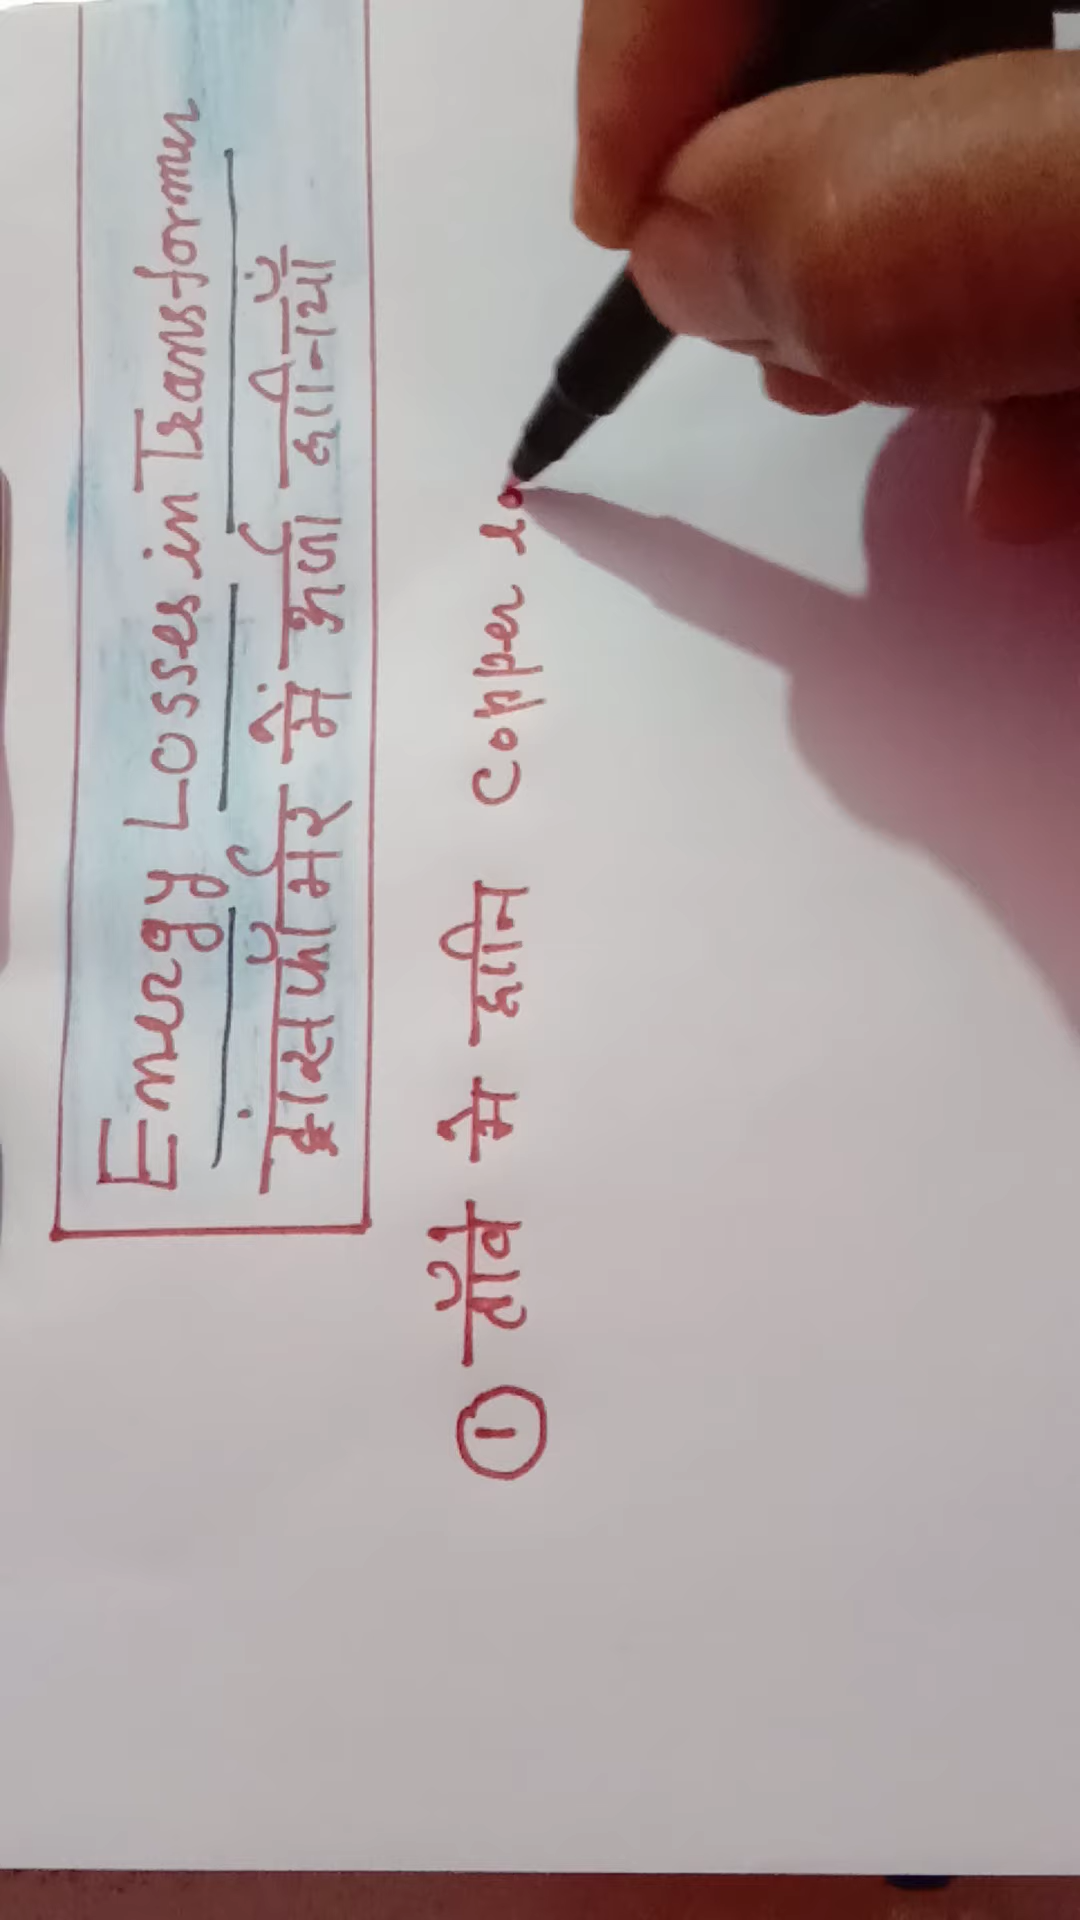 Energy Losses in Transformer
ट्रांसफॉर्मर में ऊर्जा हानियाँ
① ताँवे मे हानि Copper lo